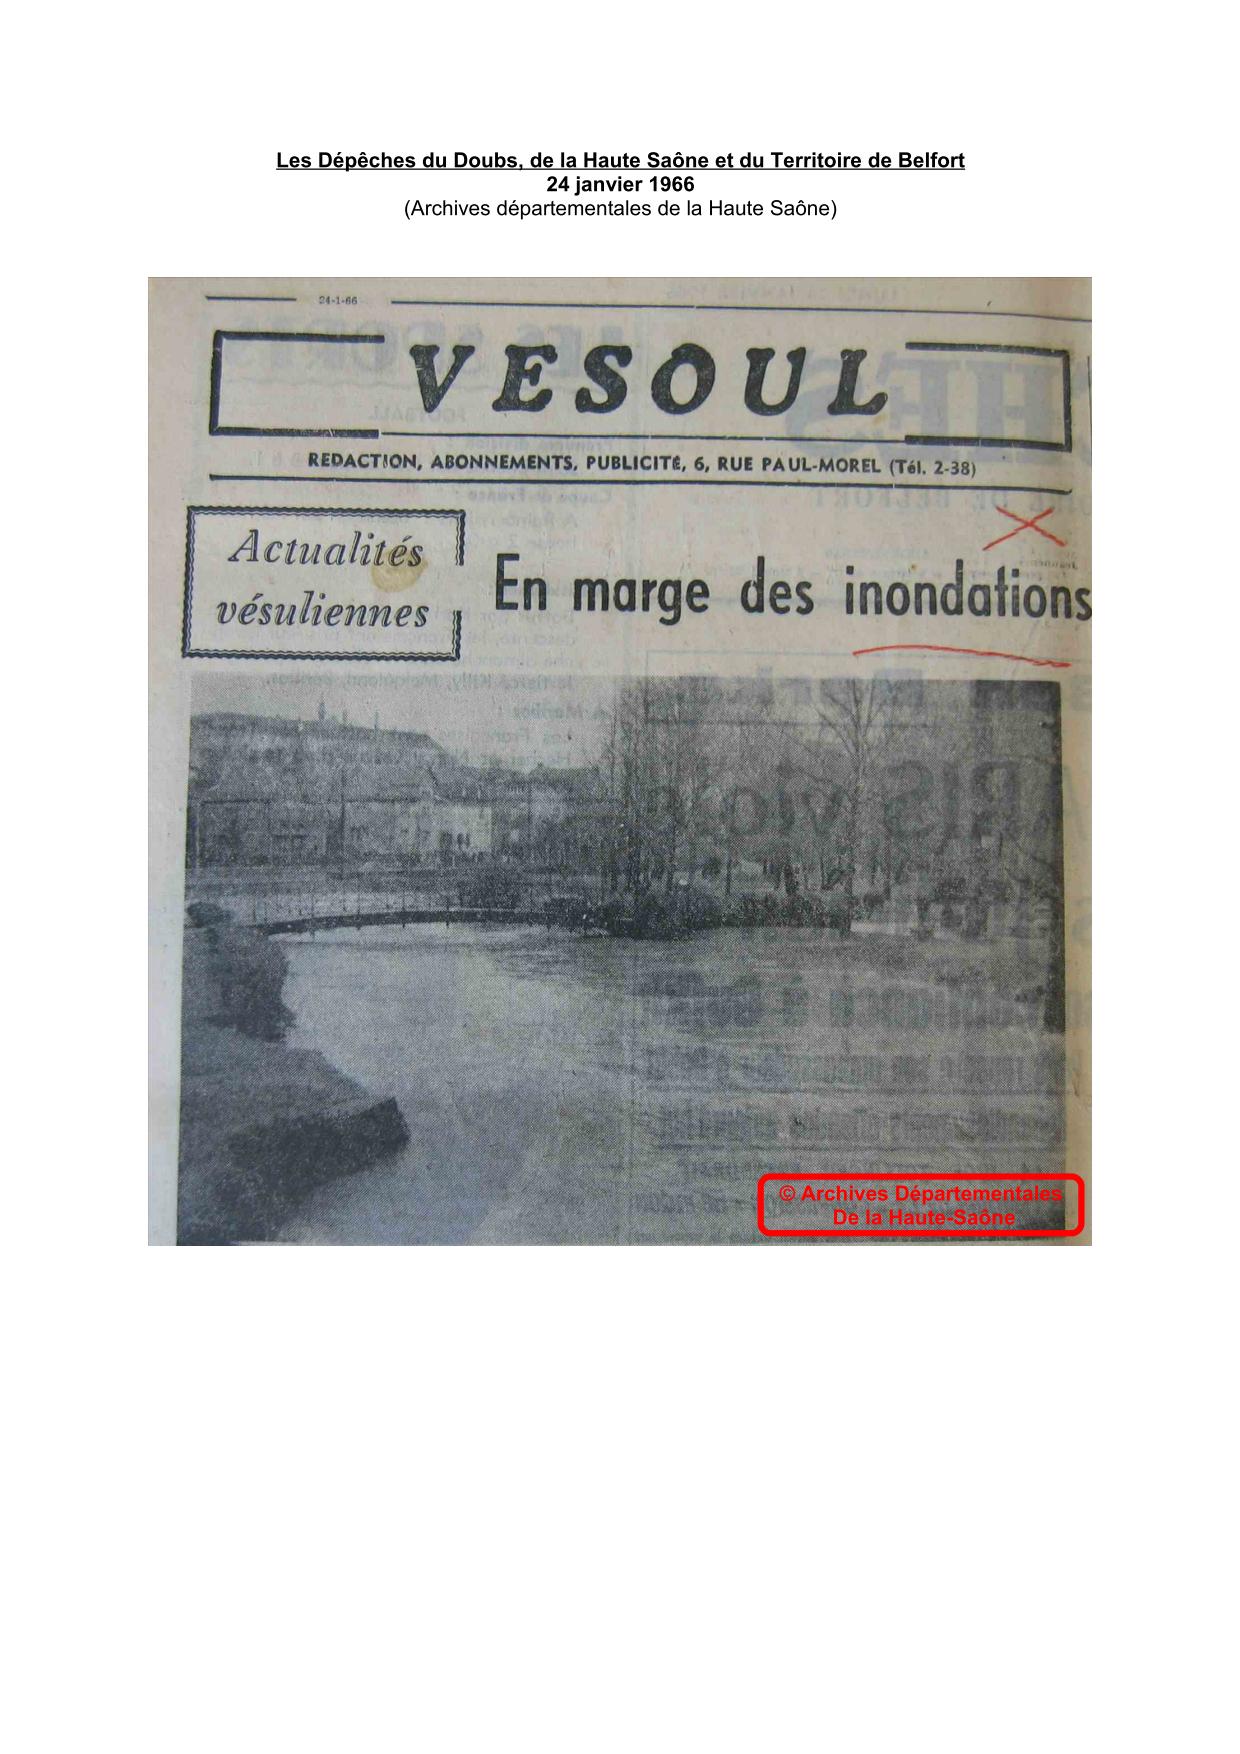 Les Dépêches du Doubs, de la Haute Saône et du Territoire de Belfort
24 janvier 1966
(Archives départementales de la Haute Saône)
24-1-66
VESOUL
REDACTION, ABONNEMENTS, PUBLICITÉ, 6, RUE PAUL-MOREL (Tél. 2-38)
Actualités
vésuliennes
En marge des inondations
© Archives Départementales
De la Haute-Saône